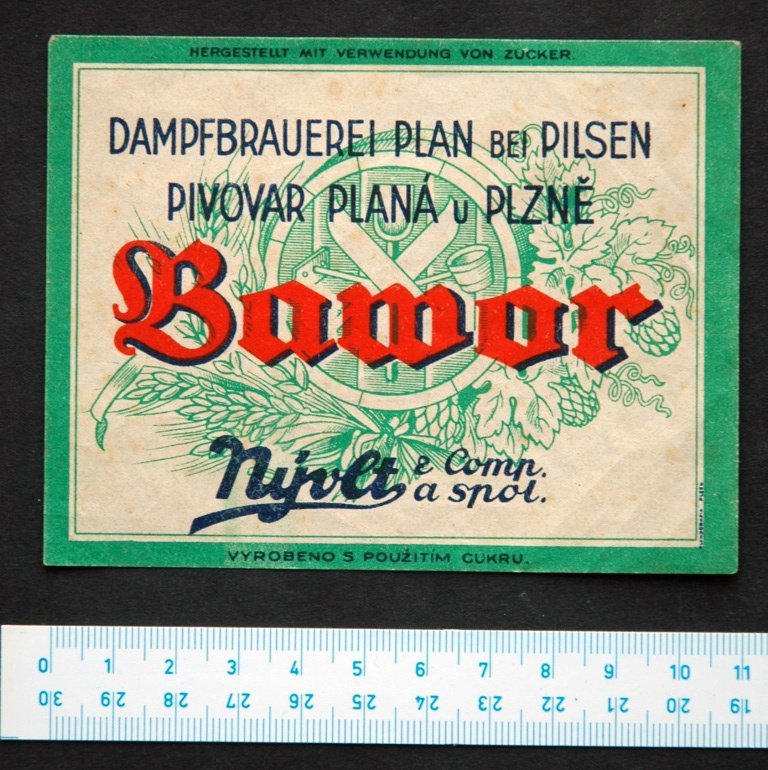 HERGESTELLT MIT VERWENDUNG VON ZUCKER.
DAMPFBRAUEREI PLAN BEI PILSEN
PIVOVAR PLANÁ U PLZNĚ
Bawor
Nývlt & Comp.
a spol.
VYROBENO S POUŽITÍM CUKRU.
0 1 2 3 4 5 6 7 8 9 10 11
30 29 28 27 26 25 24 23 22 21 20 19